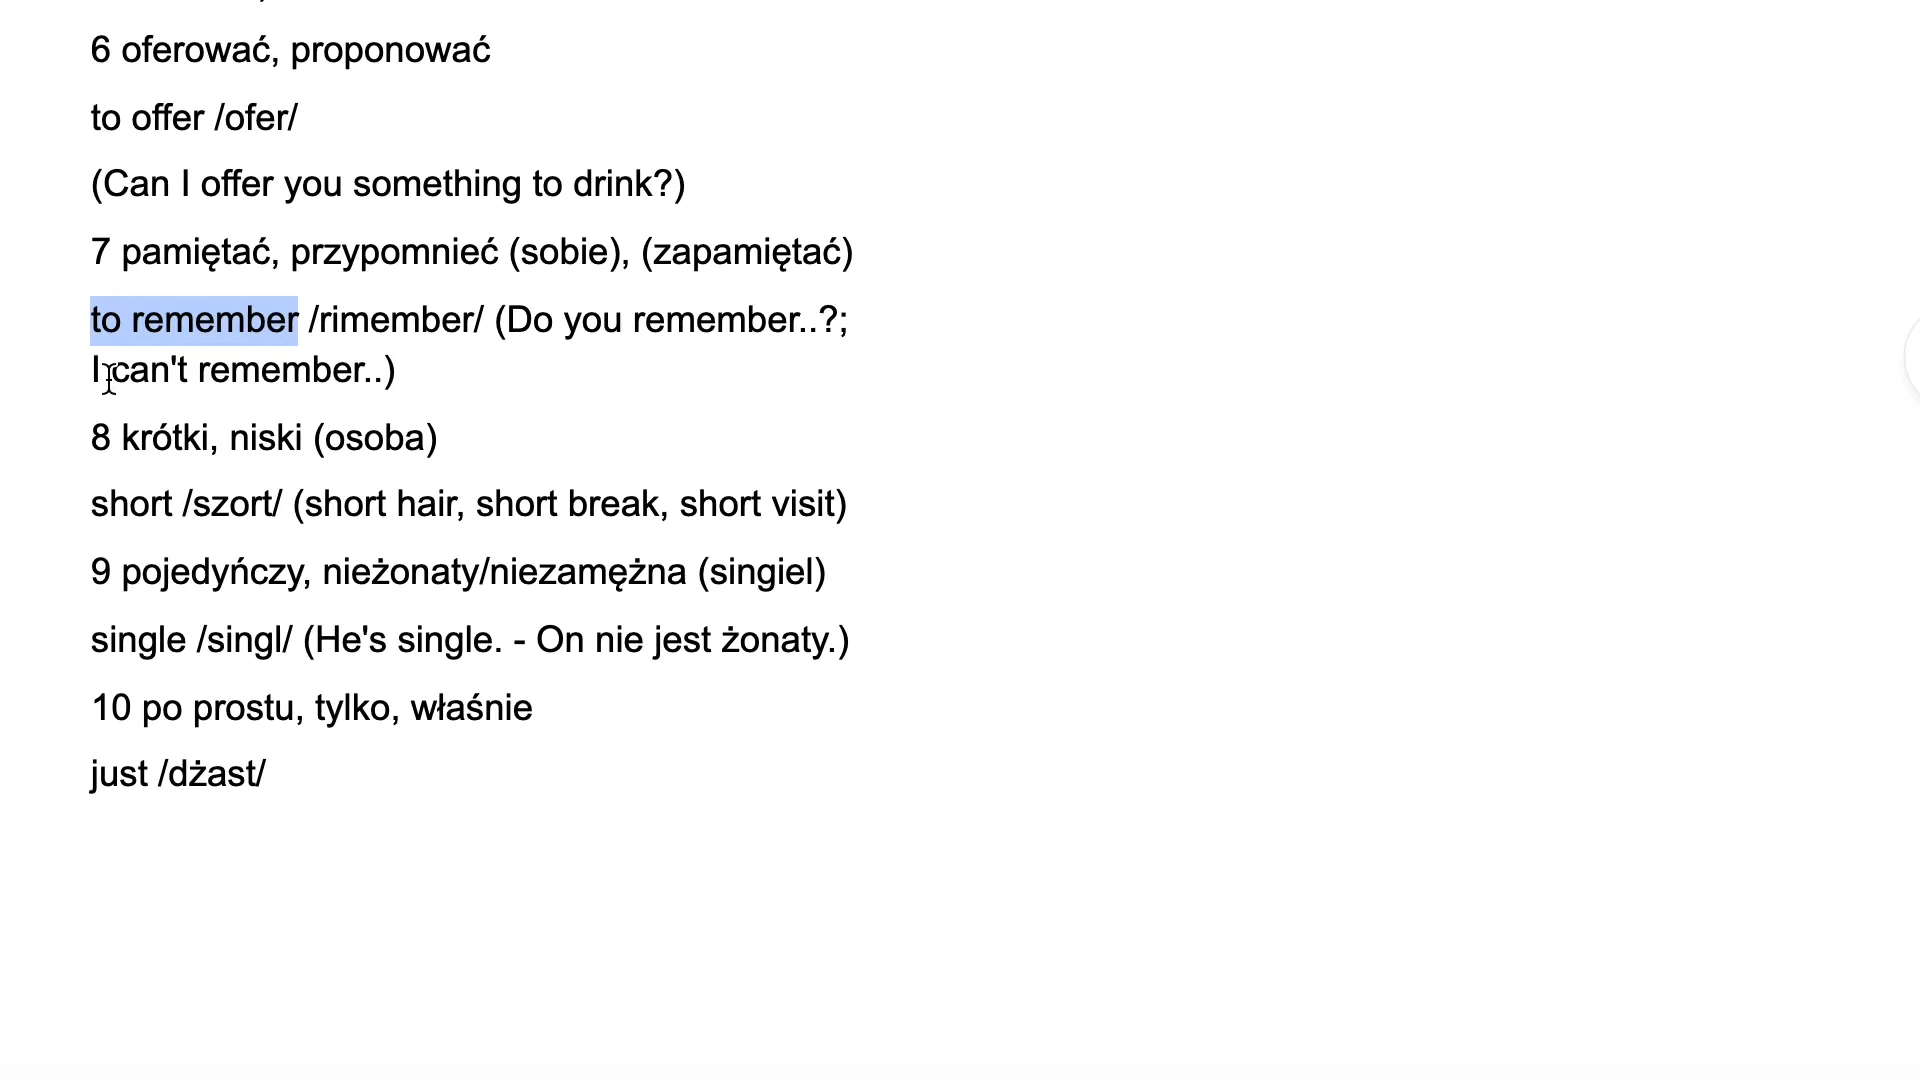 6 oferować, proponować
to offer /ofer/
(Can I offer you something to drink?)
7 pamiętać, przypomnieć (sobie), (zapamiętać)
to remember /rimember/ (Do you remember..?;
I can't remember..)
8 krótki, niski (osoba)
short /szort/ (short hair, short break, short visit)
9 pojedyńczy, nieżonaty/niezamężna (singiel)
single /singl/ (He's single. - On nie jest żonaty.)
10 po prostu, tylko, właśnie
just /dżast/